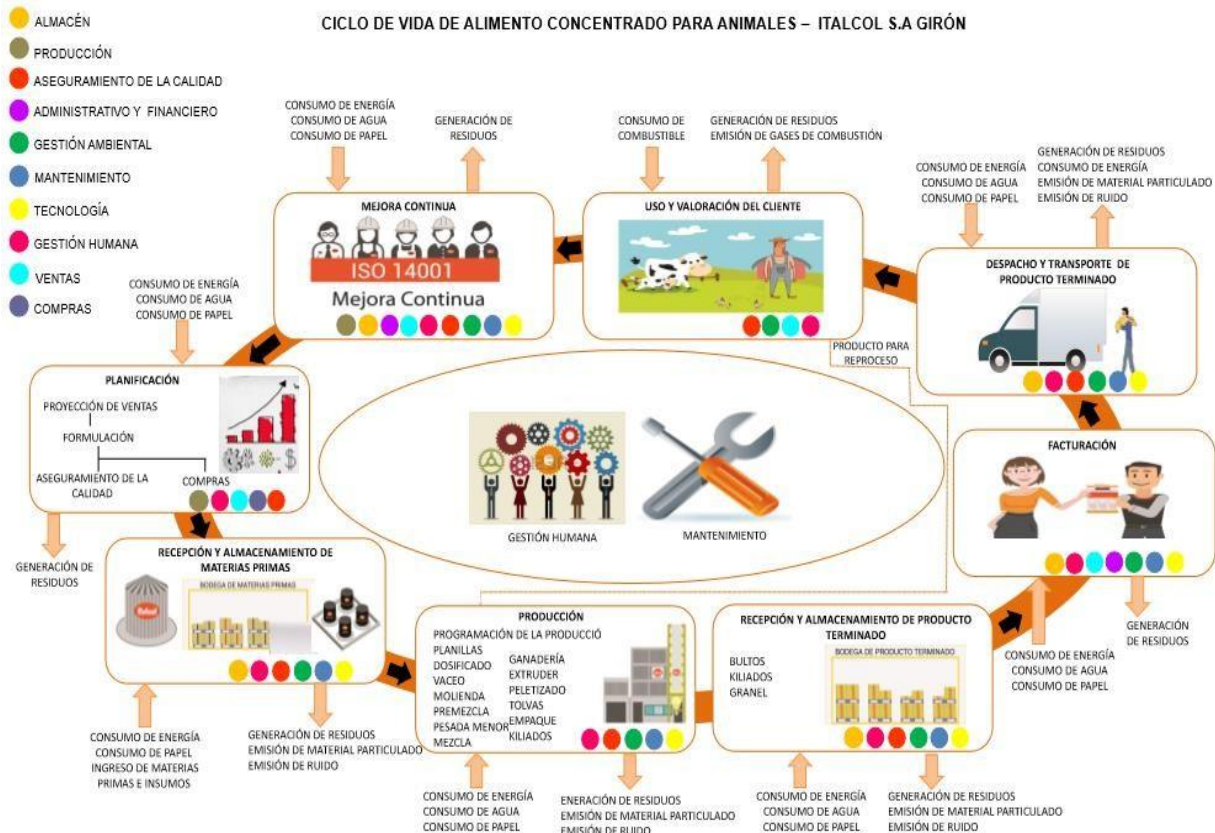 CICLO DE VIDA DE ALIMENTO CONCENTRADO PARA ANIMALES – ITALCOL S.A GIRÓN
ALMACÉN
PRODUCCIÓN
ASEGURAMIENTO DE LA CALIDAD
ADMINISTRATIVO Y FINANCIERO
GESTIÓN AMBIENTAL
MANTENIMIENTO
TECNOLOGÍA
GESTIÓN HUMANA
VENTAS
COMPRAS
CONSUMO DE ENERGÍA
CONSUMO DE AGUA
CONSUMO DE PAPEL
GENERACIÓN DE
RESIDUOS
MEJORA CONTINUA
ISO 14001
Mejora Continua
CONSUMO DE
COMBUSTIBLE
GENERACIÓN DE RESIDUOS
EMISIÓN DE GASES DE COMBUSTIÓN
USO Y VALORACIÓN DEL CLIENTE
PRODUCTO PARA
REPROCESO
CONSUMO DE ENERGÍA
CONSUMO DE AGUA
CONSUMO DE PAPEL
GENERACIÓN DE RESIDUOS
CONSUMO DE ENERGÍA
EMISIÓN DE MATERIAL PARTICULADO
EMISIÓN DE RUIDO
DESPACHO Y TRANSPORTE DE
PRODUCTO TERMINADO
CONSUMO DE ENERGÍA
CONSUMO DE AGUA
CONSUMO DE PAPEL
PLANIFICACIÓN
PROYECCIÓN DE VENTAS
FORMULACIÓN
ASEGURAMIENTO DE LA
CALIDAD
COMPRAS
GENERACIÓN DE
RESIDUOS
GESTIÓN HUMANA
MANTENIMIENTO
FACTURACIÓN
CONSUMO DE ENERGÍA
CONSUMO DE AGUA
CONSUMO DE PAPEL
GENERACIÓN
DE RESIDUOS
RECEPCIÓN Y ALMACENAMIENTO DE
MATERIAS PRIMAS
BODEGA DE MATERIAS PRIMAS
CONSUMO DE ENERGÍA
CONSUMO DE PAPEL
INGRESO DE MATERIAS
PRIMAS E INSUMOS
GENERACIÓN DE RESIDUOS
EMISIÓN DE MATERIAL PARTICULADO
EMISIÓN DE RUIDO
PRODUCCIÓN
PROGRAMACIÓN DE LA PRODUCCIÓ
PLANILLAS
DOSIFICADO
VACEO
MOLIENDA
PREMEZCLA
PESADA MENOR
MEZCLA
GANADERÍA
EXTRUDER
PELETIZADO
TOLVAS
EMPAQUE
KILIADOS
CONSUMO DE ENERGÍA
CONSUMO DE AGUA
CONSUMO DE PAPEL
ENERACIÓN DE RESIDUOS
EMISIÓN DE MATERIAL PARTICULADO
EMISIÓN DE RUIDO
RECEPCIÓN Y ALMACENAMIENTO DE PRODUCTO
TERMINADO
BODEGA DE PRODUCTO TERMINADO
BULTOS
KILIADOS
GRANEL
CONSUMO DE ENERGÍA
CONSUMO DE AGUA
CONSUMO DE PAPEL
GENERACIÓN DE RESIDUOS
EMISIÓN DE MATERIAL PARTICULADO
EMISIÓN DE RUIDO